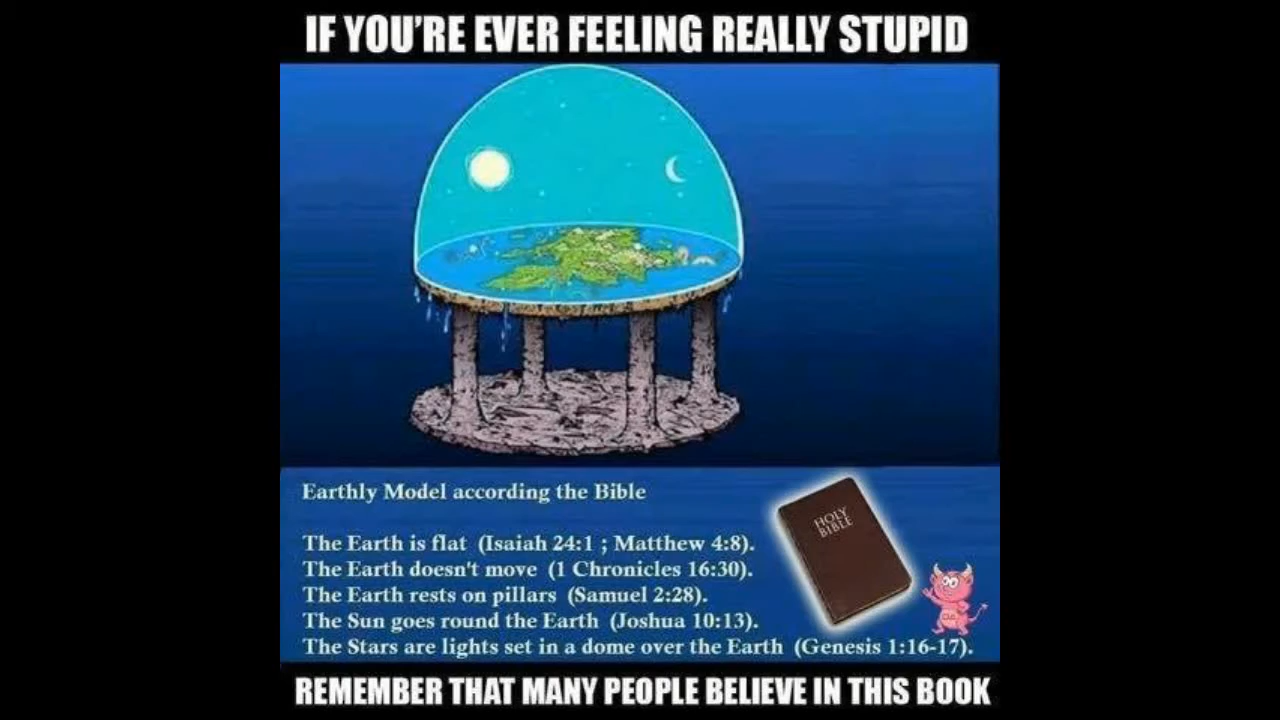 IF YOU'RE EVER FEELING REALLY STUPID
Earthly Model according the Bible
The Earth is flat (Isaiah 24:1 ; Matthew 4:8).
The Earth doesn't move (1 Chronicles 16:30).
The Earth rests on pillars (Samuel 2:28).
The Sun goes round the Earth (Joshua 10:13).
The Stars are lights set in a dome over the Earth (Genesis 1:16-17).
HOLY
BIBLE
REMEMBER THAT MANY PEOPLE BELIEVE IN THIS BOOK